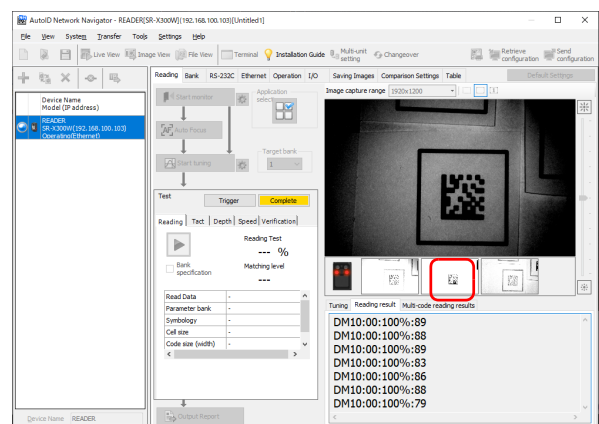 AutoID Network Navigator - READER[SR-X300W](192.168.100.103)[Untitled1]
File View System Transfer Tools Settings Help
Live View Image View File View Terminal Installation Guide Multi-unit setting Changeover Retrieve configuration Send configuration
Reading Bank RS-232C Ethernet Operation I/O Saving Images Comparison Settings Table Default Settings
Device Name
Model (IP address)
READER
SR-X300W[192.168.100.103]
Operating(Ethernet)
Start monitor
Application select
AF Auto Focus
Start tuning
Target bank
1
Image capture range 1920x1200
Test Trigger Complete
Reading Tact Depth Speed Verification
Reading Test
--- %
Bank specification
Matching level
---
Read Data -
Parameter bank -
Symbology -
Cell size -
Code size (width) -
Output Report
Tuning Reading result Multi-code reading results
DM10:00:100%:89
DM10:00:100%:88
DM10:00:100%:89
DM10:00:100%:83
DM10:00:100%:86
DM10:00:100%:88
DM10:00:100%:79
Device Name READER